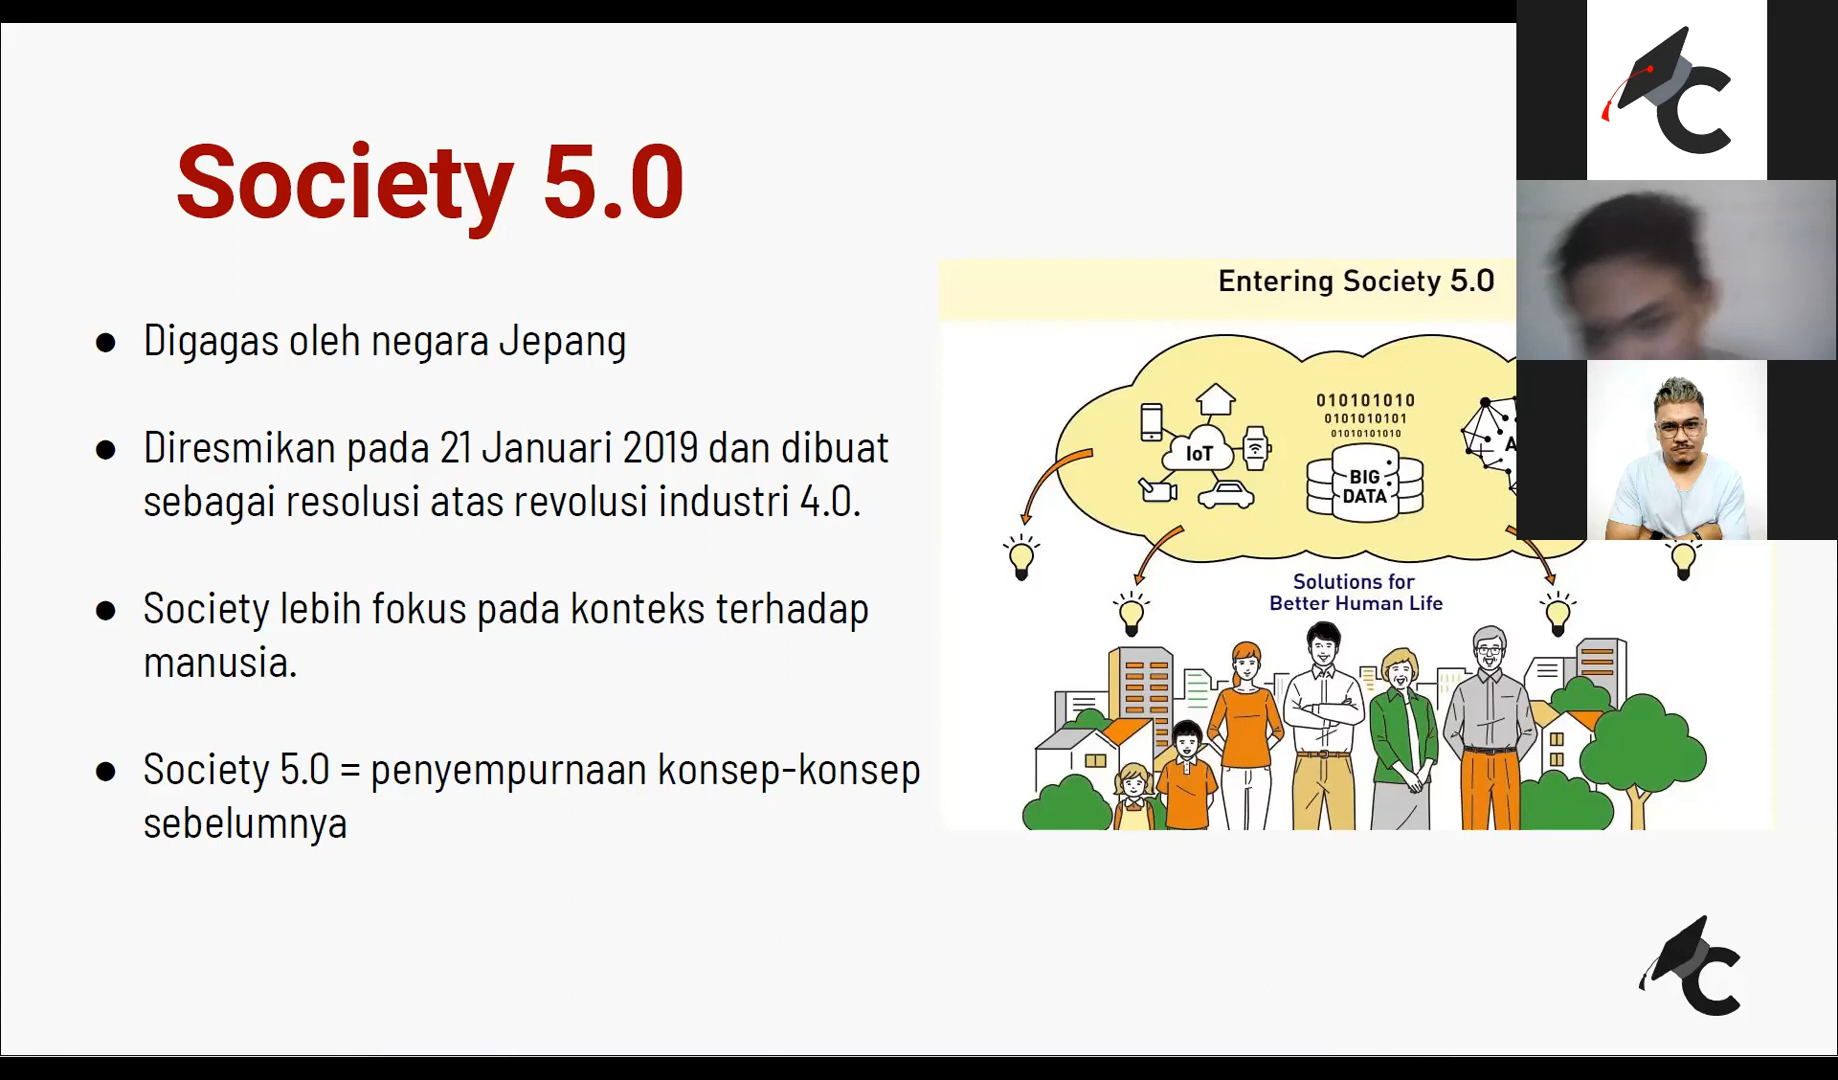 Society 5.0
● Digagas oleh negara Jepang
● Diresmikan pada 21 Januari 2019 dan dibuat
sebagai resolusi atas revolusi industri 4.0.
● Society lebih fokus pada konteks terhadap
manusia.
● Society 5.0 = penyempurnaan konsep-konsep
sebelumnya
Entering Society 5.0
IoT
010101010
0101010101
01010101010
BIG
DATA
A
Solutions for
Better Human Life
C
C